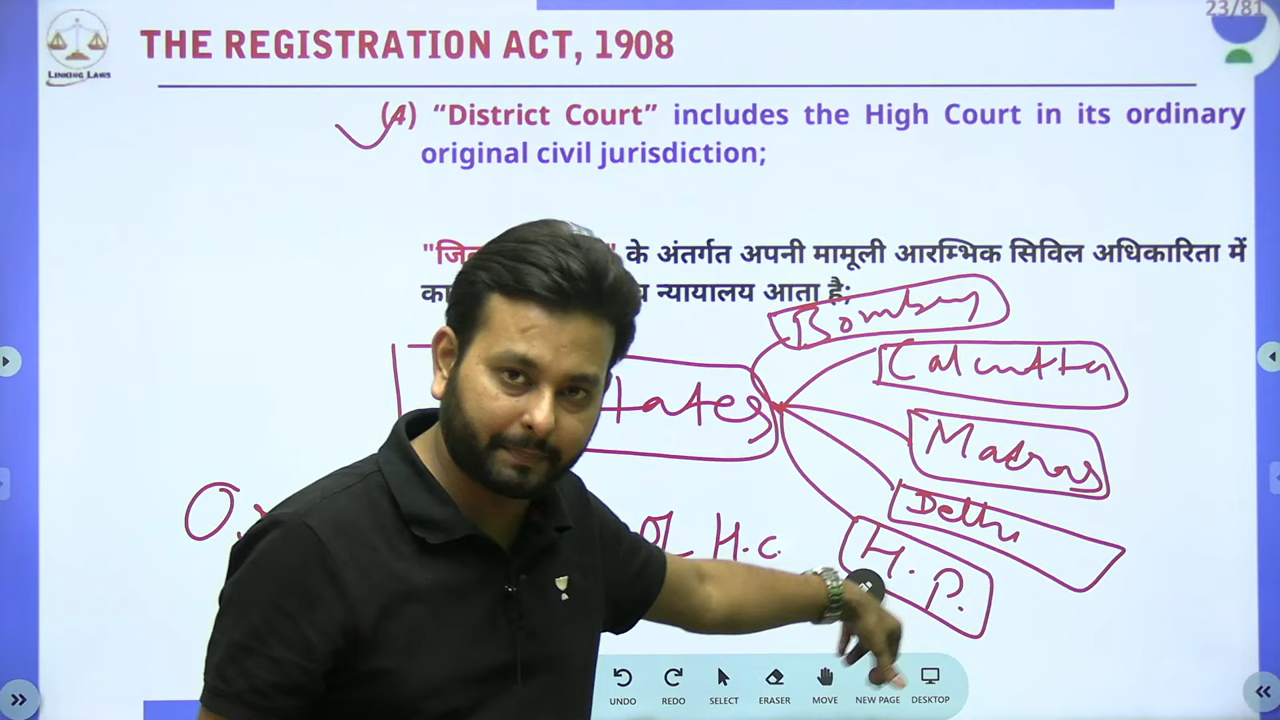 23/81
LINKING LAWS
THE REGISTRATION ACT, 1908
(4) “District Court” includes the High Court in its ordinary
original civil jurisdiction;
के अंतर्गत अपनी मामूली आरम्भिक सिविल अधिकारिता में
न्यायालय आता है;
Bombay
Calcutta
Madras
Delhi
H.P.
of H.C.
UNDO REDO SELECT ERASER MOVE NEW PAGE DESKTOP